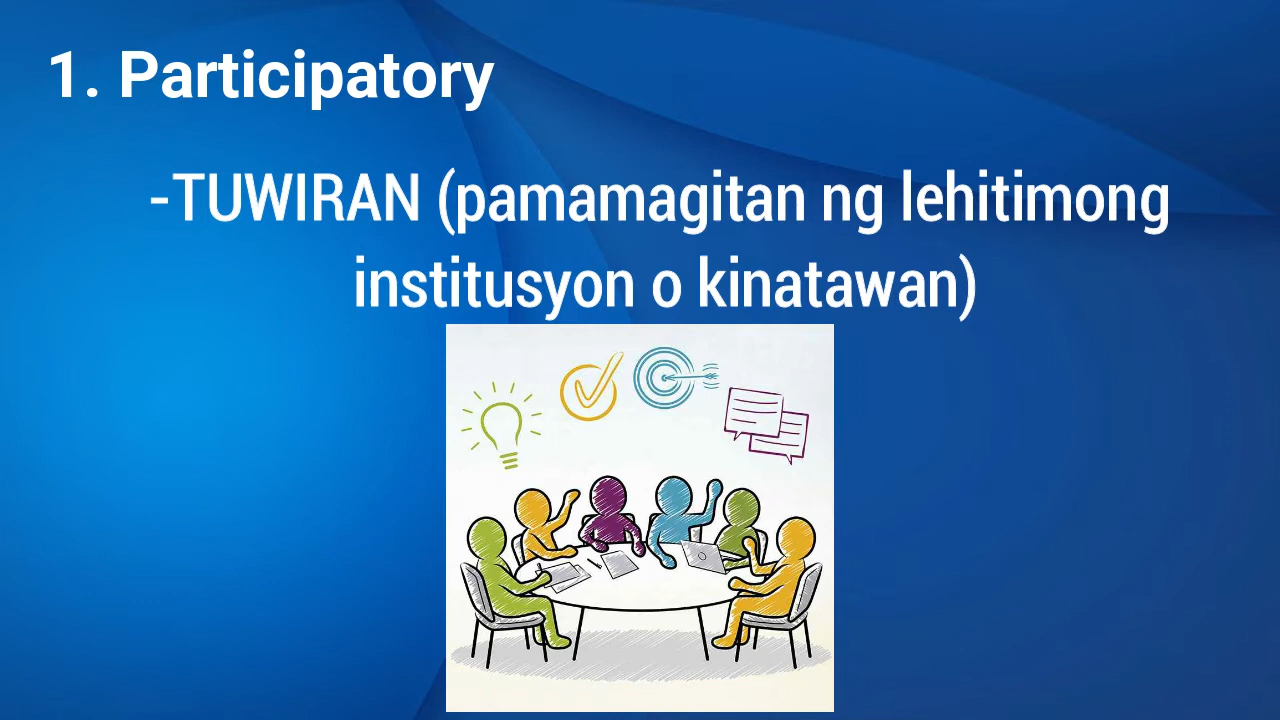 1. Participatory
-TUWIRAN (pamamagitan ng lehitimong
institusyon o kinatawan)